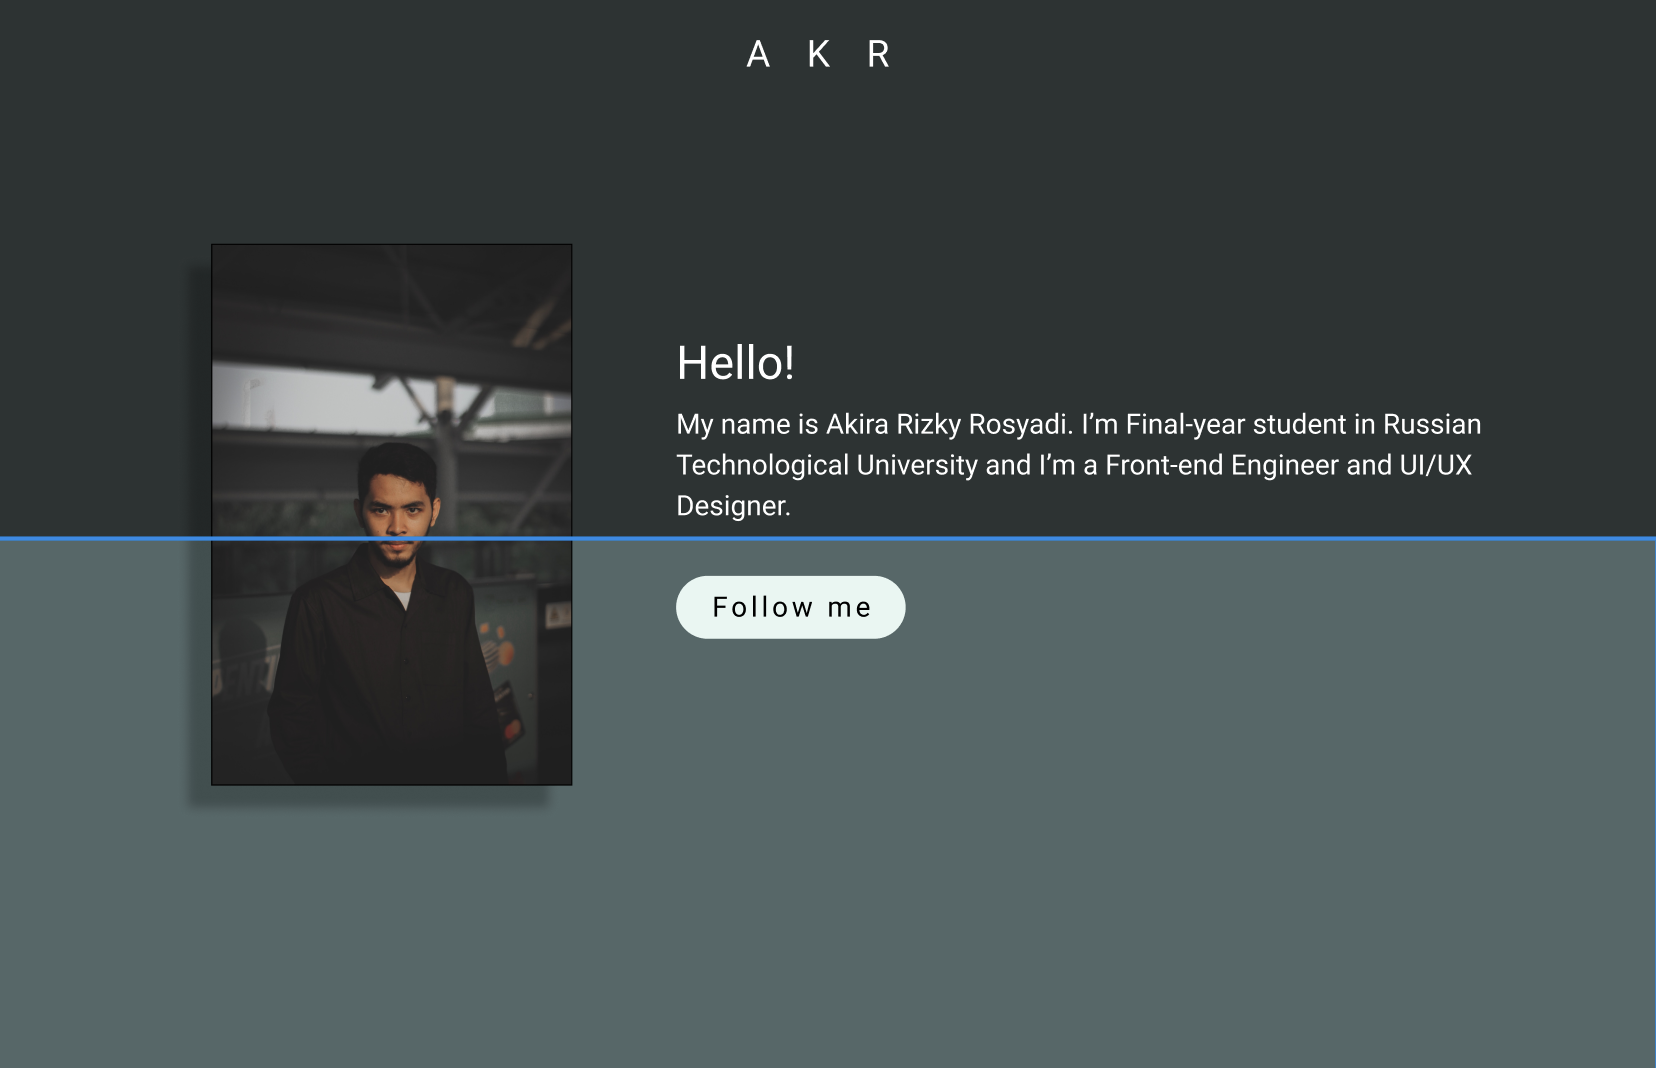 A K R
Hello!
My name is Akira Rizky Rosyadi. I’m Final-year student in Russian
Technological University and I’m a Front-end Engineer and UI/UX
Designer.
Follow me